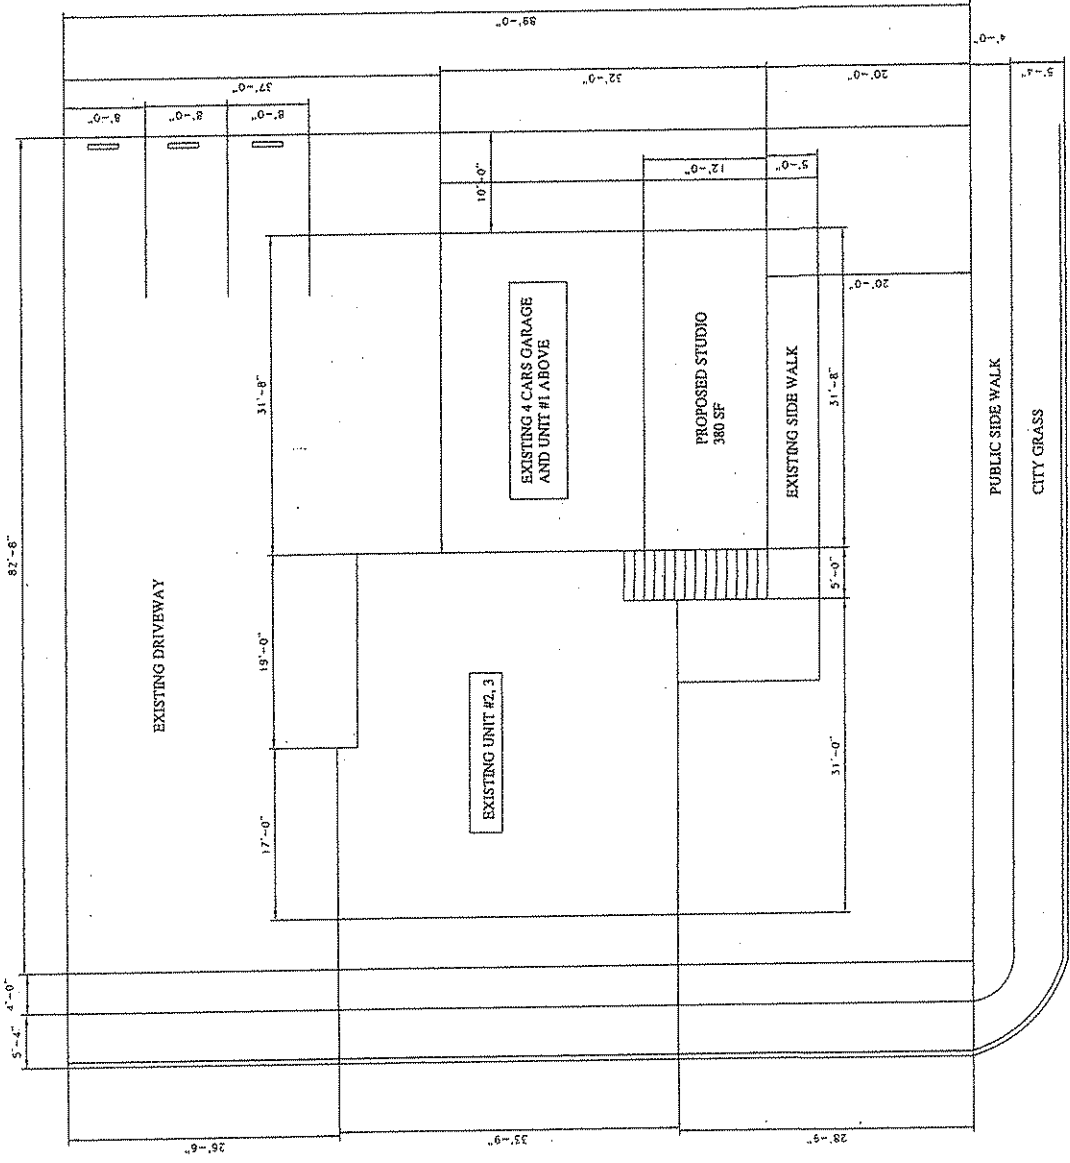 89'-0"
4'-0"
37'-0"
32'-0"
20'-0"
5'-4"
8'-0"
8'-0"
8'-0"
10'-0"
12'-0"
5'-0"
20'-0"
82'-8"
31'-8"
EXISTING 4 CARS GARAGE
AND UNIT #1 ABOVE
PROPOSED STUDIO
380 SF
EXISTING SIDE WALK
31'-8"
PUBLIC SIDE WALK
CITY GRASS
EXISTING DRIVEWAY
19'-0"
5'-0"
EXISTING UNIT #2, 3
17'-0"
31'-0"
4'-0"
5'-4"
26'-6"
33'-9"
28'-9"